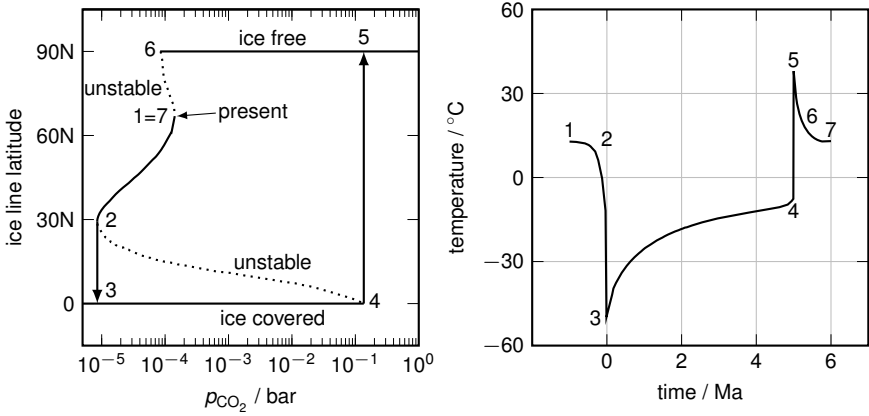 ice line latitude
90N
60N
30N
0
6
ice free
5
unstable
1=7
present
2
unstable
3
4
ice covered
10⁻⁵ 10⁻⁴ 10⁻³ 10⁻² 10⁻¹ 10⁰
pCO₂ / bar
temperature / °C
60
30
0
−30
−60
1
2
3
4
5
6
7
0 2 4 6
time / Ma